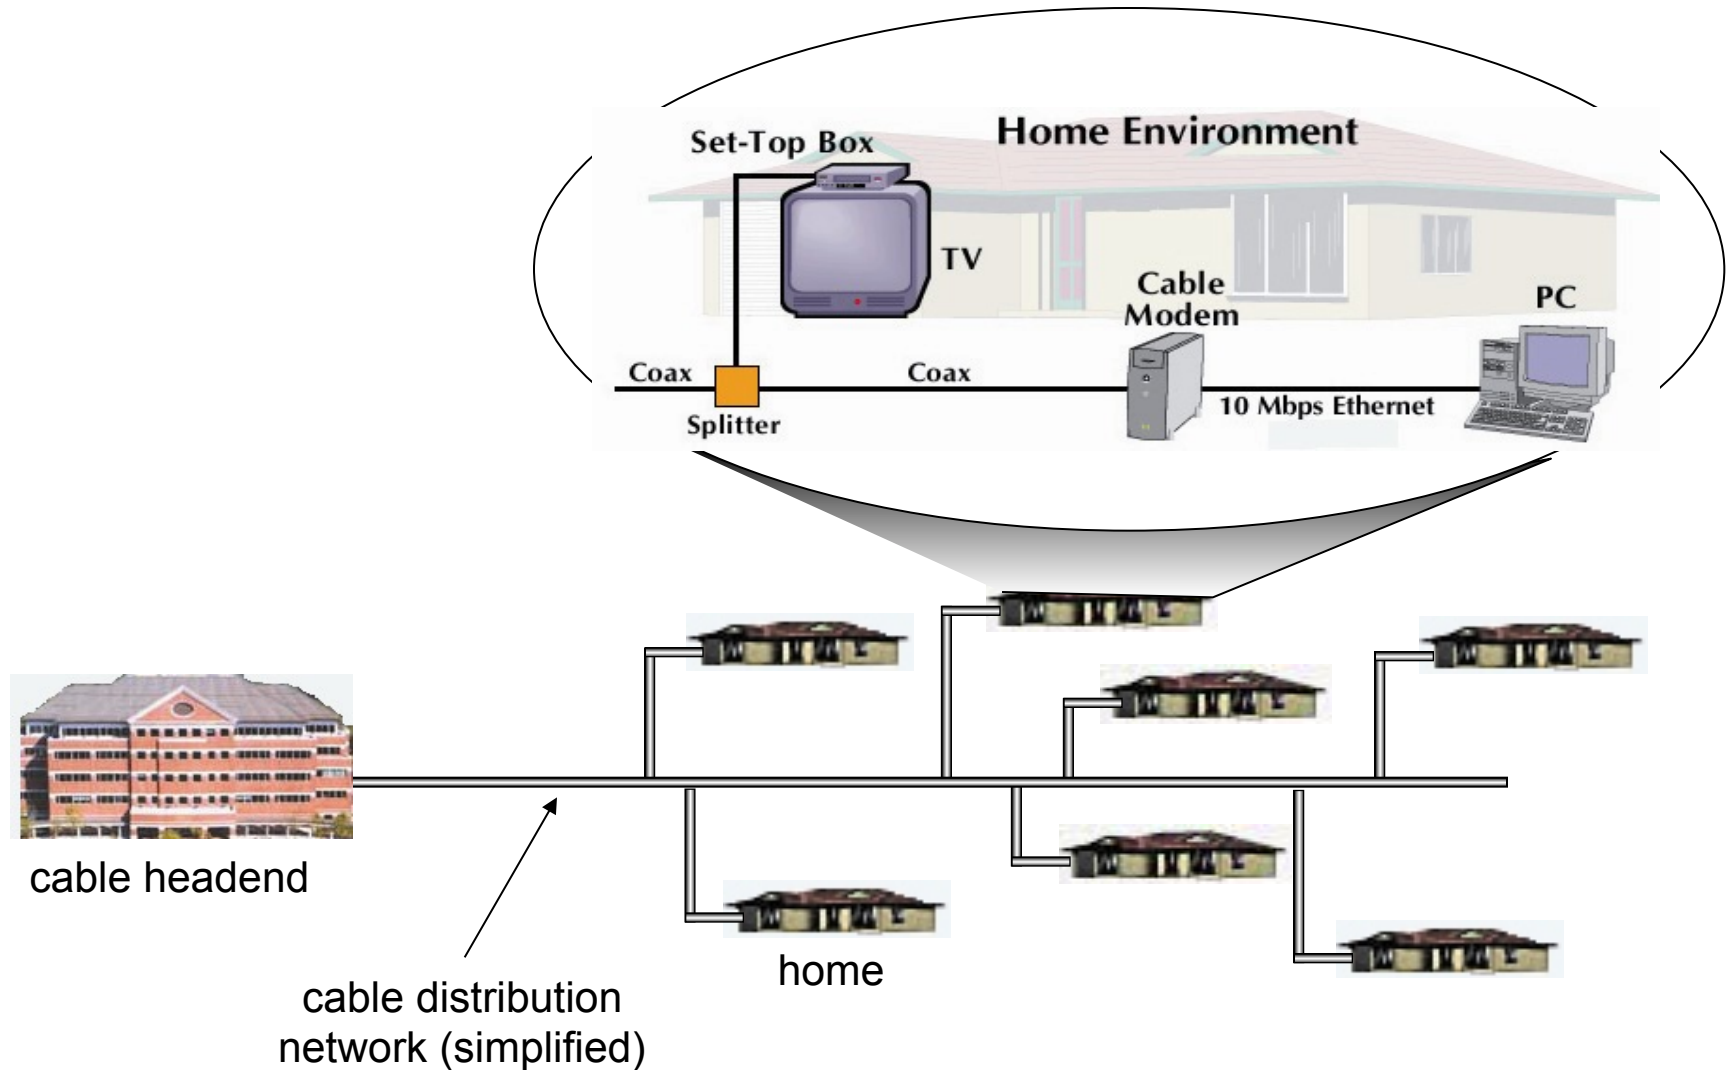 Home Environment
Set-Top Box
TV
Cable
Modem
PC
Coax
Coax
10 Mbps Ethernet
Splitter
cable headend
home
cable distribution
network (simplified)